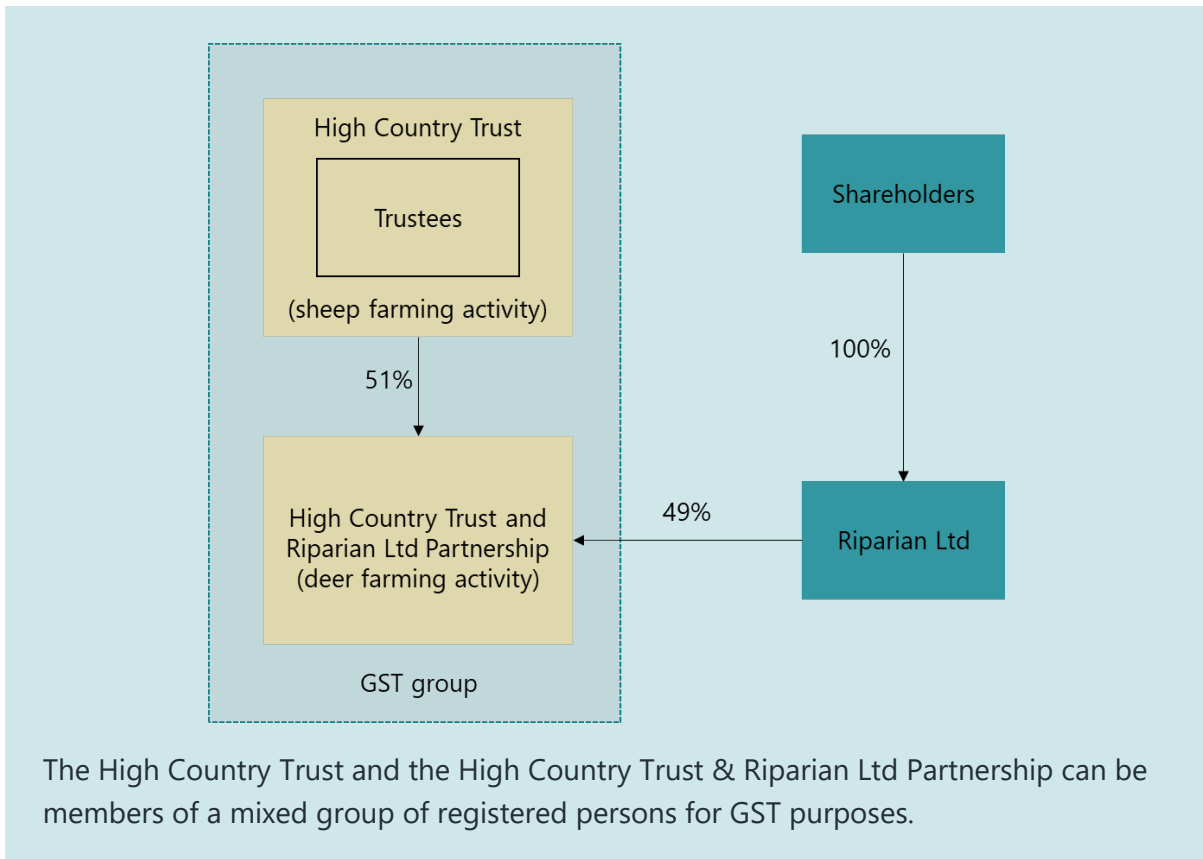 High Country Trust
Trustees
(sheep farming activity)
51%
High Country Trust and
Riparian Ltd Partnership
(deer farming activity)
GST group
Shareholders
100%
49%
Riparian Ltd
The High Country Trust and the High Country Trust & Riparian Ltd Partnership can be
members of a mixed group of registered persons for GST purposes.